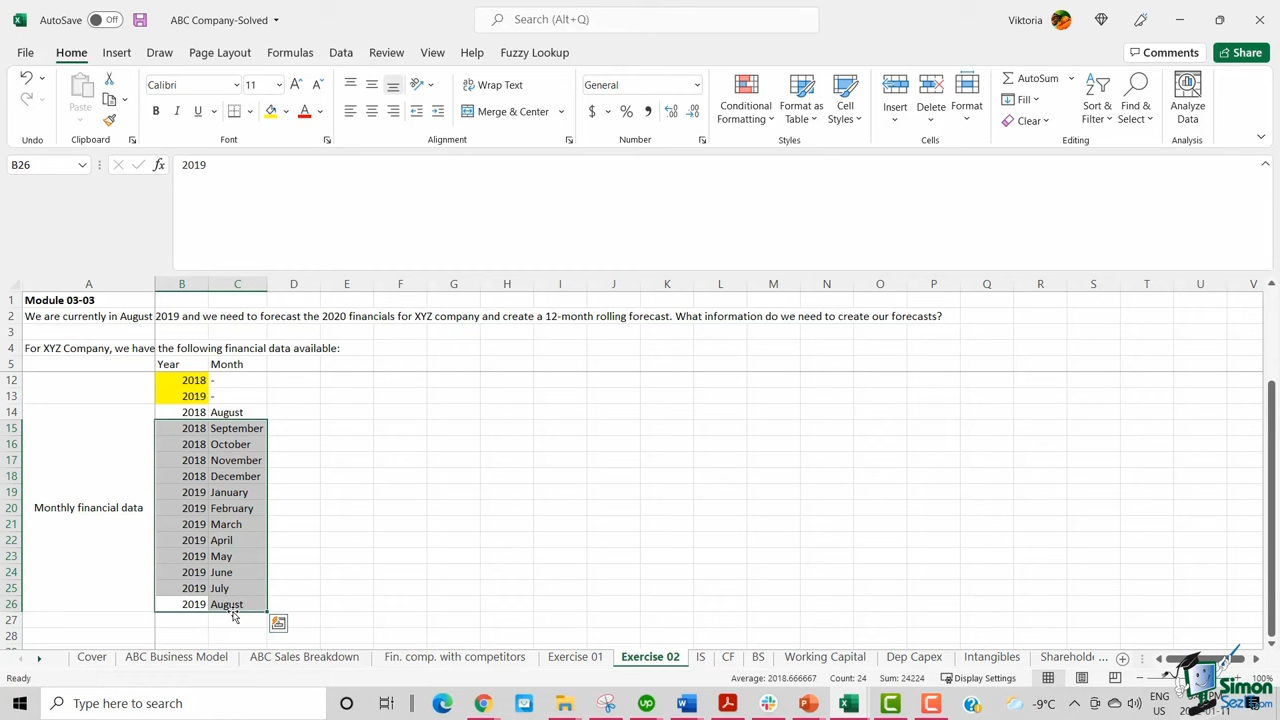 AutoSave Off ABC Company-Solved Search (Alt+Q) Viktoria
File Home Insert Draw Page Layout Formulas Data Review View Help Fuzzy Lookup Comments Share
Calibri 11 Wrap Text General AutoSum
Paste Merge & Center Conditional Formatting Format as Table Cell Styles Insert Delete Format Fill Clear Sort & Filter Find & Select Analyze Data
Undo Clipboard Font Alignment Number Styles Cells Editing Analysis
B26 fx 2019
A B C D E F G H I J K L M N O P Q R S T U V
1 Module 03-03
2 We are currently in August 2019 and we need to forecast the 2020 financials for XYZ company and create a 12-month rolling forecast. What information do we need to create our forecasts?
3
4 For XYZ Company, we have the following financial data available:
5 Year Month
12 2018 -
13 2019 -
14 2018 August
15 2018 September
16 2018 October
17 2018 November
18 2018 December
19 2019 January
20 Monthly financial data 2019 February
21 2019 March
22 2019 April
23 2019 May
24 2019 June
25 2019 July
26 2019 August
27
28
Cover ABC Business Model ABC Sales Breakdown Fin. comp. with competitors Exercise 01 Exercise 02 IS CF BS Working Capital Dep Capex Intangibles Shareholde ...
Ready Average: 2018.666667 Count: 24 Sum: 24224 Display Settings 100%
Simon
Sez
Type here to search -9°C ENG
US